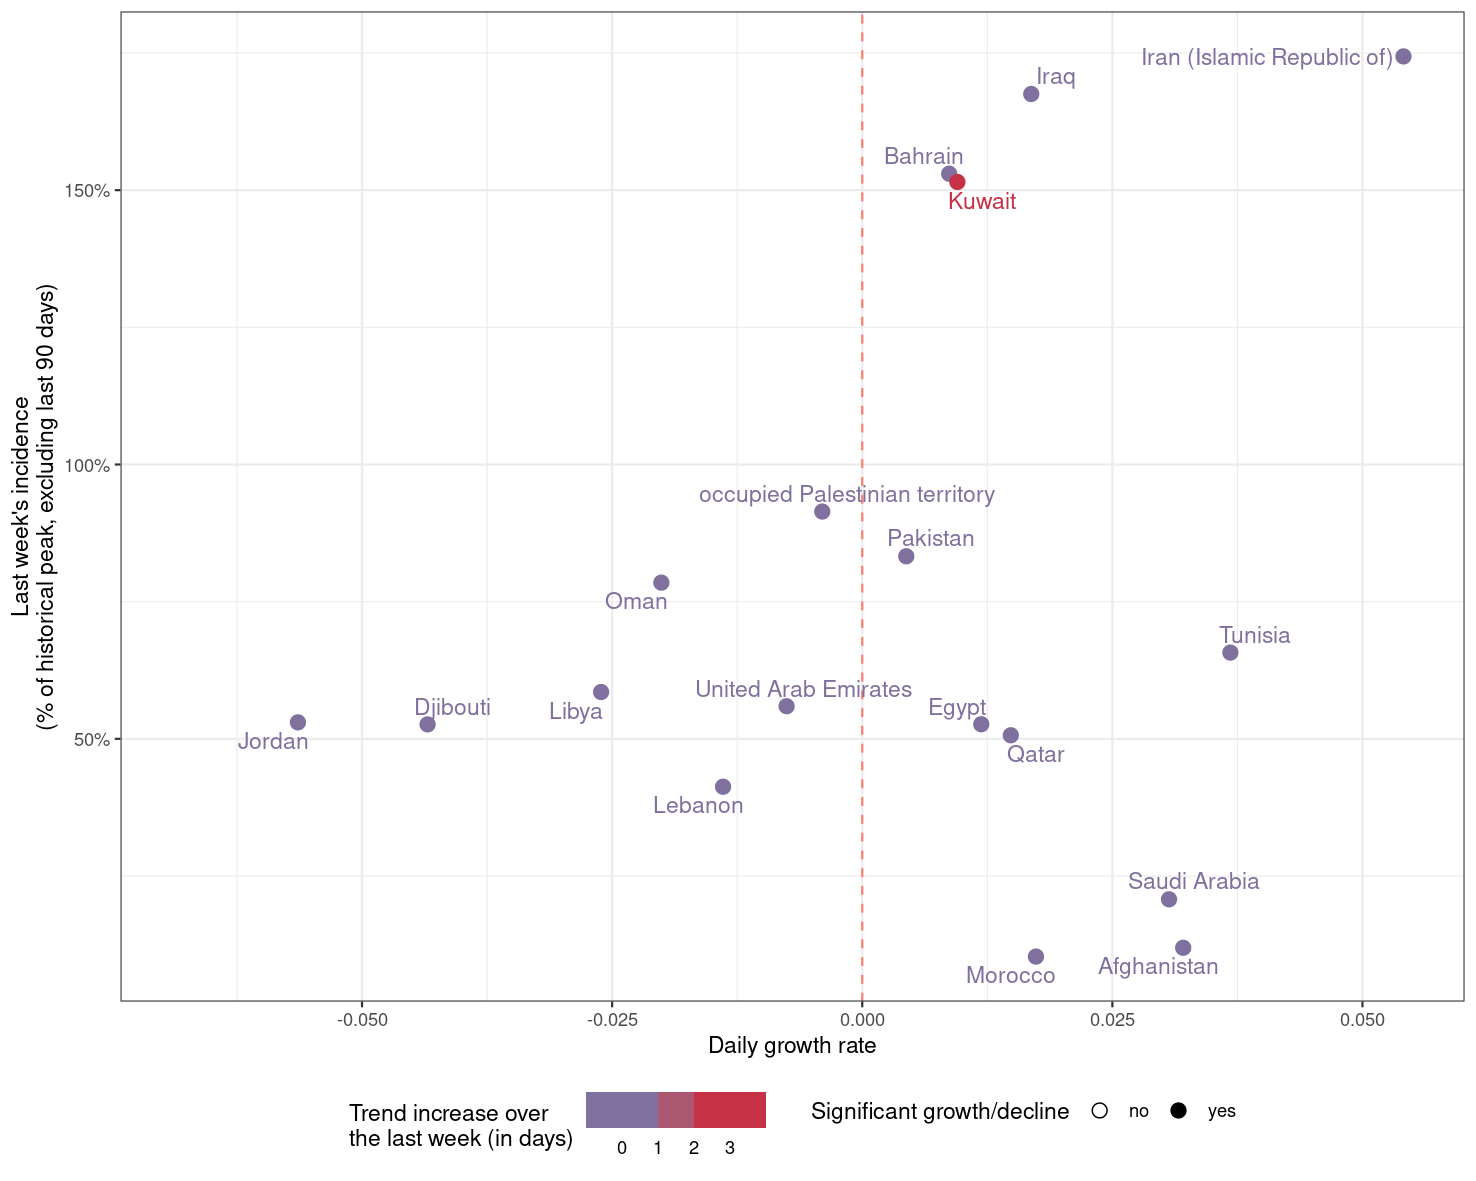 Iran (Islamic Republic of)
Iraq
Bahrain
Kuwait
150%
100%
50%
Last week's incidence
(% of historical peak, excluding last 90 days)
occupied Palestinian territory
Pakistan
Oman
Tunisia
United Arab Emirates
Djibouti
Libya
Egypt
Jordan
Qatar
Lebanon
Saudi Arabia
Afghanistan
Morocco
-0.050
-0.025
0.000
0.025
0.050
Daily growth rate
Trend increase over
the last week (in days)
0 1 2 3
Significant growth/decline no yes